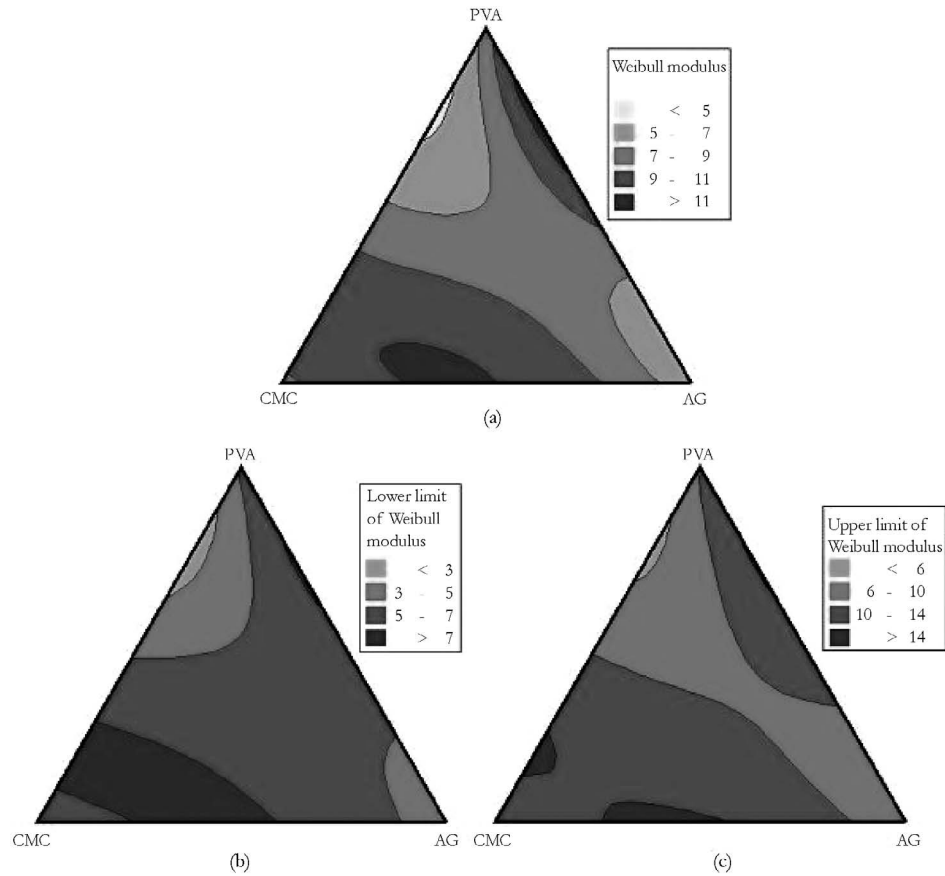 PVA
Weibull modulus
< 5
5 - 7
7 - 9
9 - 11
> 11
CMC
AG
(a)
PVA
Lower limit
of Weibull
modulus
< 3
3 - 5
5 - 7
> 7
CMC
AG
(b)
PVA
Upper limit of
Weibull modulus
< 6
6 - 10
10 - 14
> 14
CMC
AG
(c)